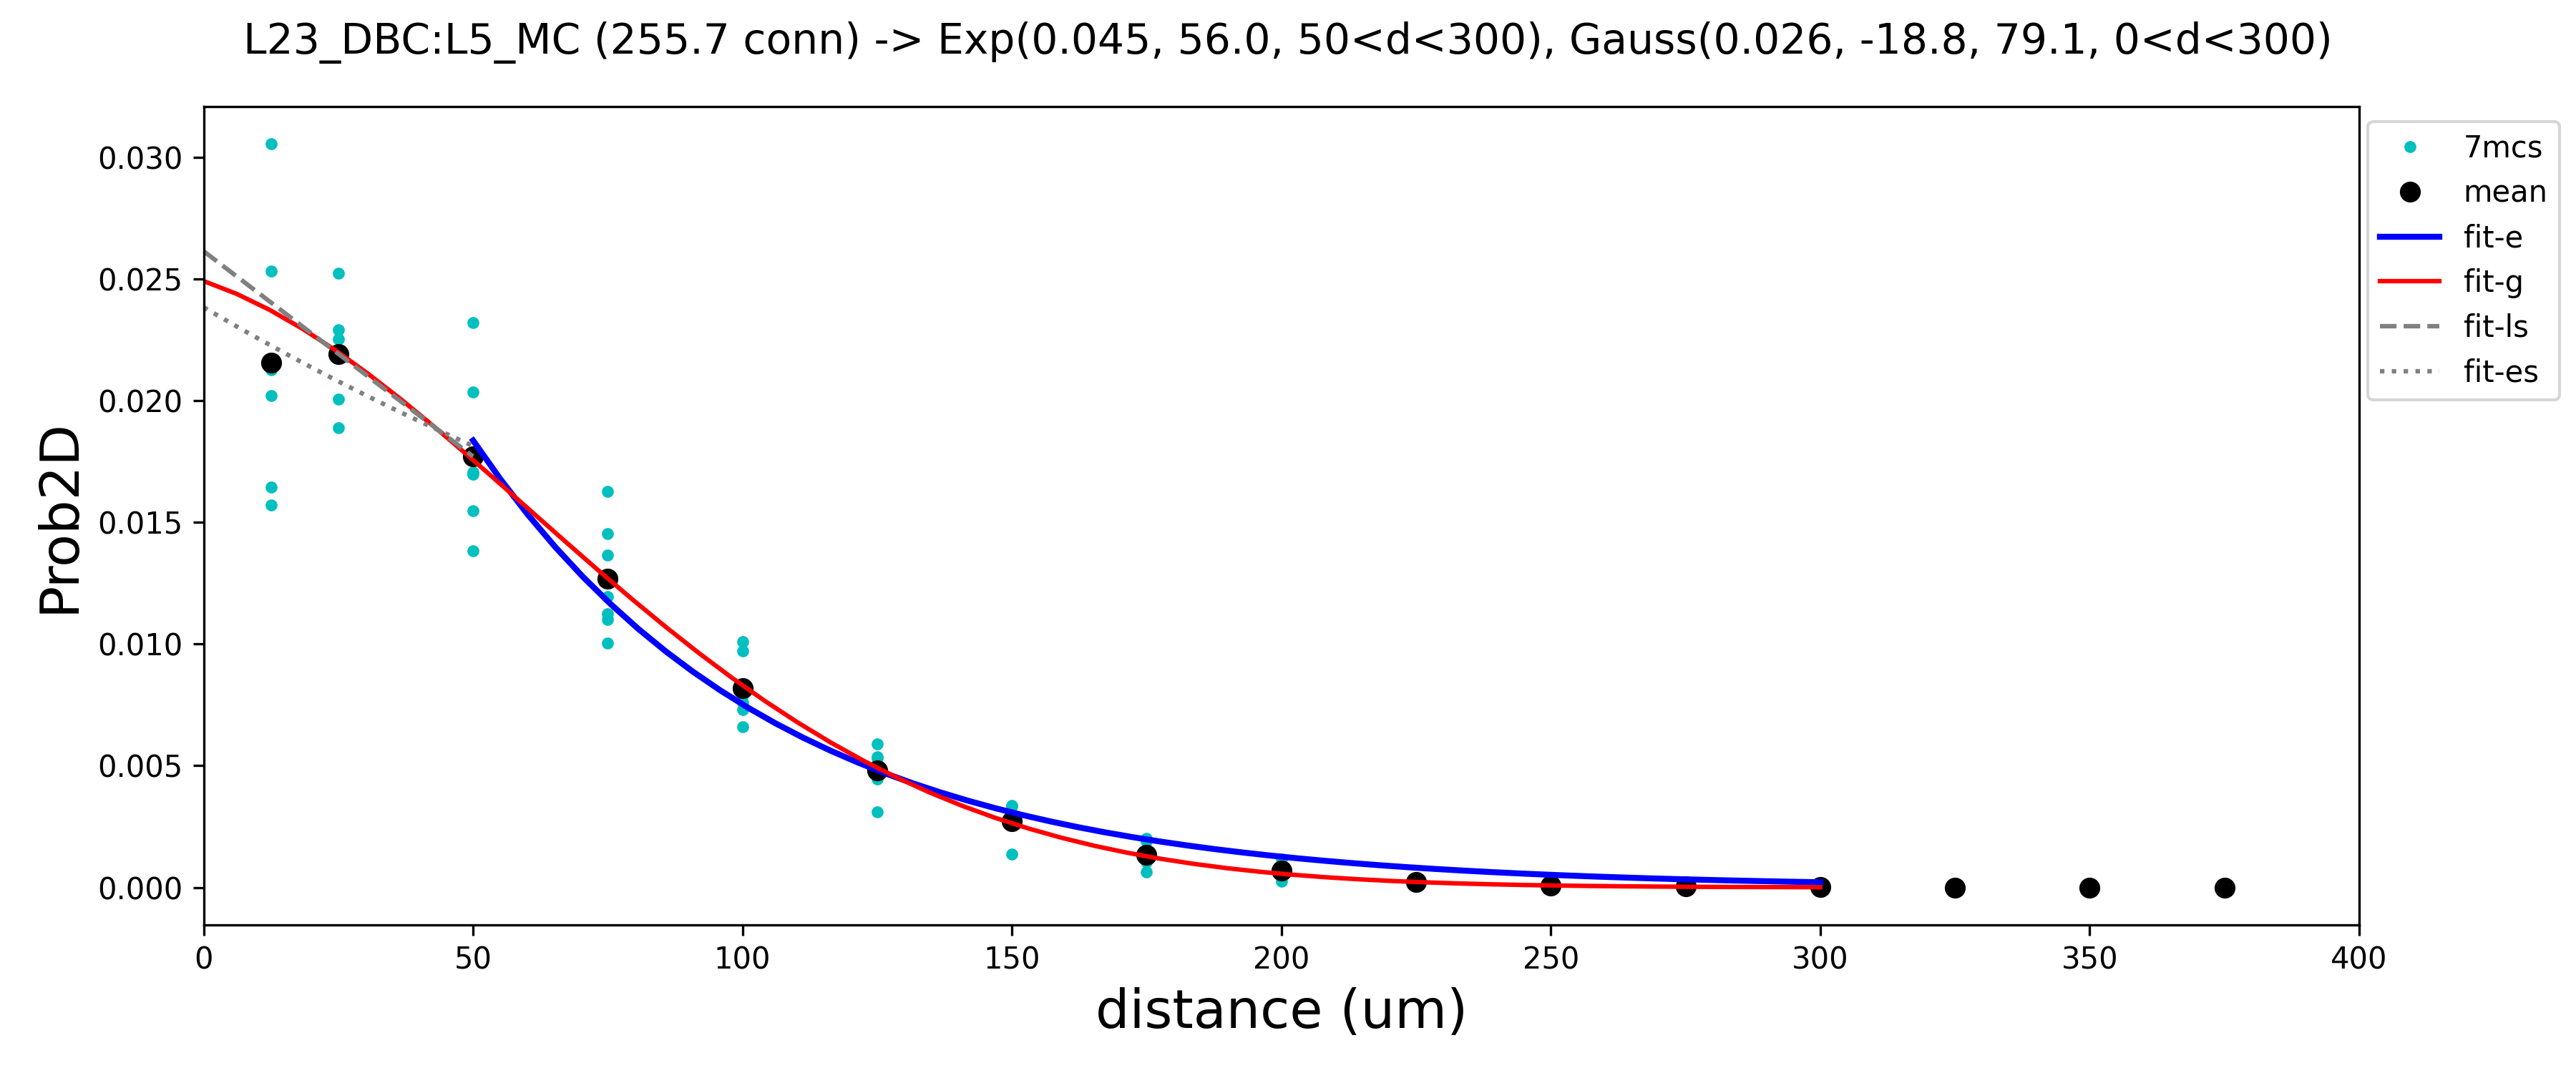 L23_DBC:L5_MC (255.7 conn) -> Exp(0.045, 56.0, 50<d<300), Gauss(0.026, -18.8, 79.1, 0<d<300)
7mcs
mean
fit-e
fit-g
fit-ls
fit-es
Prob2D
0.030
0.025
0.020
0.015
0.010
0.005
0.000
0 50 100 150 200 250 300 350 400
distance (um)